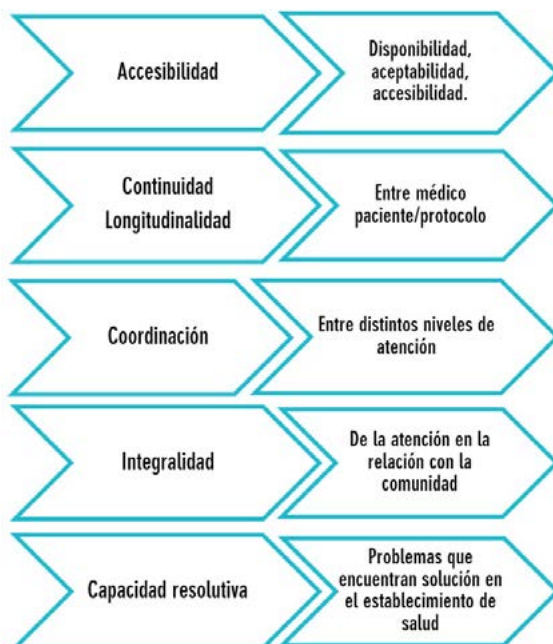 Accesibilidad
Disponibilidad,
aceptabilidad,
accesibilidad.
Continuidad
Longitudinalidad
Entre médico
paciente/protocolo
Coordinación
Entre distintos niveles de
atención
Integralidad
De la atención en la
relación con la
comunidad
Capacidad resolutiva
Problemas que
encuentran solución en
el establecimiento de
salud